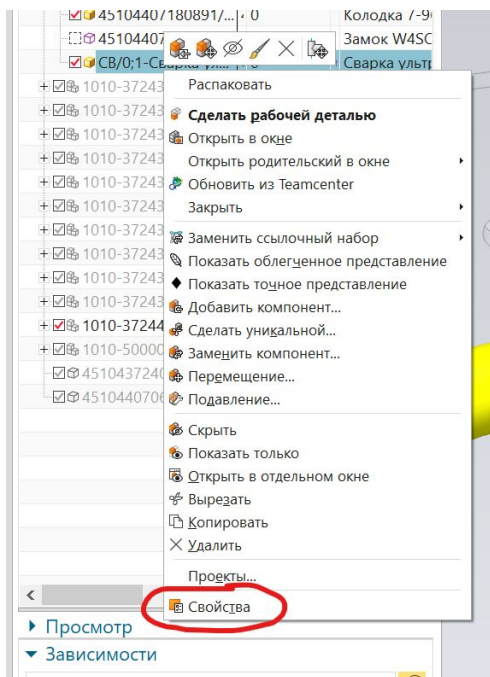 45104407180891/... 0 Колодка 7-9
45104407 Замок W4SC
СВ/0;1-Сварка ул... 0 Сварка ультр
1010-37243
1010-37243
1010-37243
1010-37243
1010-37243
1010-37243
1010-37243
1010-37243
1010-37243
1010-37243
1010-37244
1010-50000
4510437240
4510440706
Распаковать
Сделать рабочей деталью
Открыть в окне
Открыть родительский в окне
Обновить из Teamcenter
Закрыть
Заменить ссылочный набор
Показать облегченное представление
Показать точное представление
Добавить компонент...
Сделать уникальной...
Заменить компонент...
Перемещение...
Подавление...
Скрыть
Показать только
Открыть в отдельном окне
Вырезать
Копировать
Удалить
Проекты...
Свойства
Просмотр
Зависимости